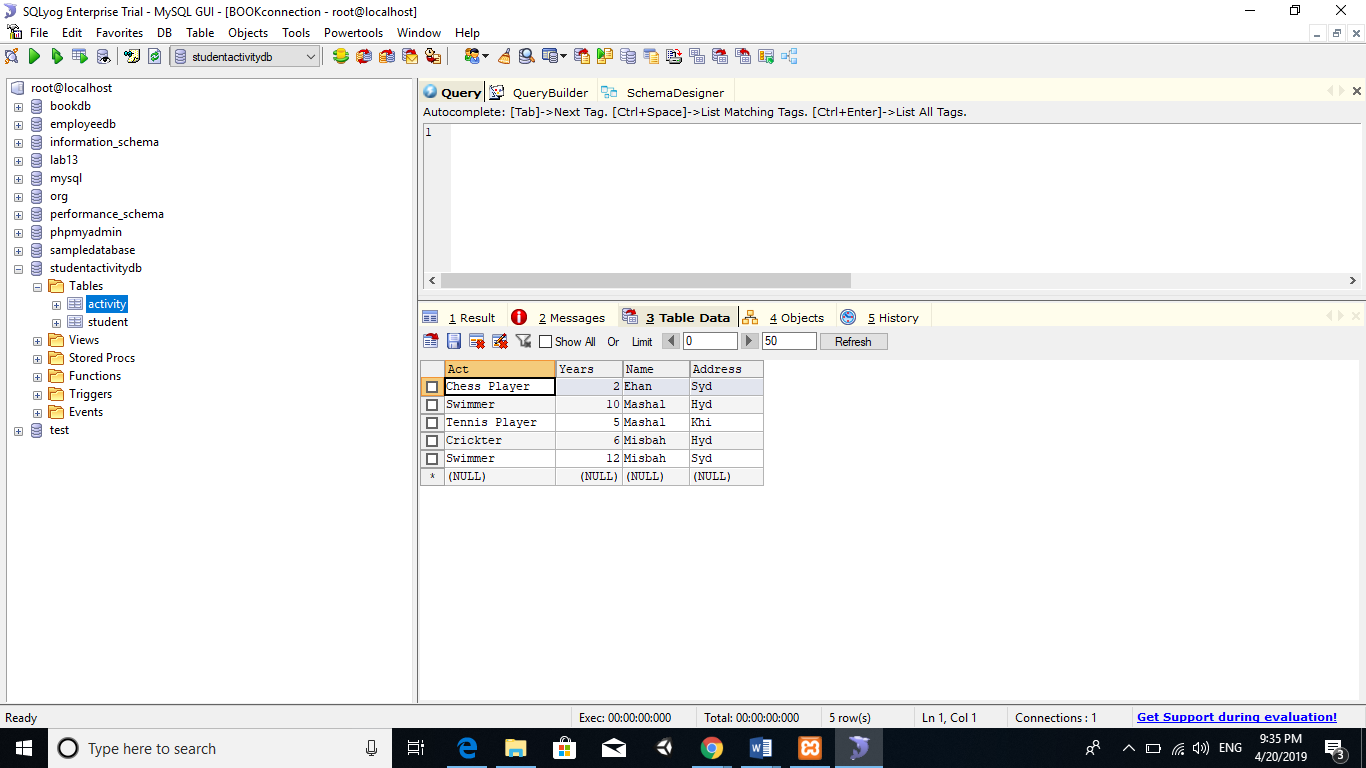 SQLyog Enterprise Trial - MySQL GUI - [BOOKconnection - root@localhost]
File Edit Favorites DB Table Objects Tools Powertools Window Help
studentactivitydb
root@localhost
bookdb
employeedb
information_schema
lab13
mysql
org
performance_schema
phpmyadmin
sampledatabase
studentactivitydb
Tables
activity
student
Views
Stored Procs
Functions
Triggers
Events
test
Query QueryBuilder SchemaDesigner
Autocomplete: [Tab]->Next Tag. [Ctrl+Space]->List Matching Tags. [Ctrl+Enter]->List All Tags.
1
1 Result 2 Messages 3 Table Data 4 Objects 5 History
Show All Or Limit 0 50 Refresh
Act Years Name Address
Chess Player 2 Ehan Syd
Swimmer 10 Mashal Hyd
Tennis Player 5 Mashal Khi
Crickter 6 Misbah Hyd
Swimmer 12 Misbah Syd
* (NULL) (NULL) (NULL) (NULL)
Ready Exec: 00:00:00:000 Total: 00:00:00:000 5 row(s) Ln 1, Col 1 Connections : 1 Get Support during evaluation!
Type here to search ENG 9:35 PM
4/20/2019 3